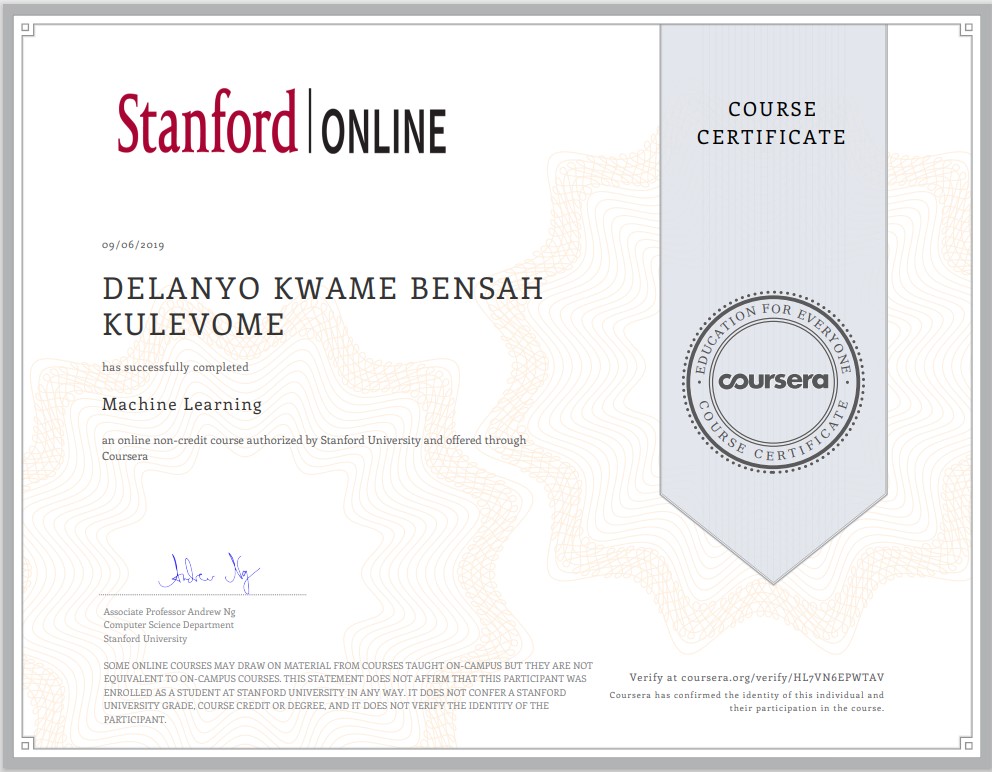 Stanford | ONLINE
COURSE
CERTIFICATE
09/06/2019
DELANYO KWAME BENSAH
KULEVOME
has successfully completed
Machine Learning
an online non-credit course authorized by Stanford University and offered through
Coursera
EDUCATION FOR EVERYONE
coursera
COURSE CERTIFICATE
Andrew Ng
Associate Professor Andrew Ng
Computer Science Department
Stanford University
SOME ONLINE COURSES MAY DRAW ON MATERIAL FROM COURSES TAUGHT ON-CAMPUS BUT THEY ARE NOT
EQUIVALENT TO ON-CAMPUS COURSES. THIS STATEMENT DOES NOT AFFIRM THAT THIS PARTICIPANT WAS
ENROLLED AS A STUDENT AT STANFORD UNIVERSITY IN ANY WAY. IT DOES NOT CONFER A STANFORD
UNIVERSITY GRADE, COURSE CREDIT OR DEGREE, AND IT DOES NOT VERIFY THE IDENTITY OF THE
PARTICIPANT.
Verify at coursera.org/verify/HL7VN6EPWTAV
Coursera has confirmed the identity of this individual and
their participation in the course.